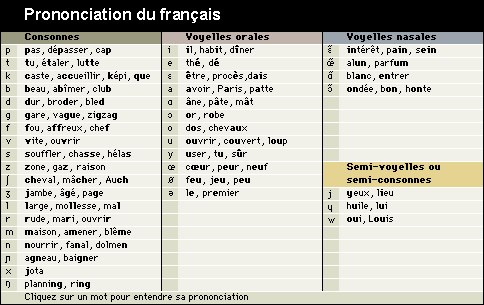 Prononciation du français
Consonnes
p pas, dépasser, cap
t tu, étaler, lutte
k caste, accueillir, képi, que
b beau, abîmer, club
d dur, broder, bled
g gare, vague, zigzag
f fou, affreux, chef
v vite, ouvrir
s souffler, chasse, hélas
z zone, gaz, raison
ʃ cheval, mâcher, Auch
ʒ jambe, âgé, page
l large, mollesse, mal
r rude, mari, ouvrir
m maison, amener, blême
n nourrir, fanal, dolmen
ɲ agneau, baigner
x jota
ŋ planning, ring
Voyelles orales
i il, habit, dîner
e thé, dé
ɛ être, procès, dais
a avoir, Paris, patte
ɑ âne, pâte, mât
ɔ or, robe
o dos, chevaux
u ouvrir, couvert, loup
y user, tu, sûr
œ cœur, peur, neuf
ø feu, jeu, peu
ə le, premier
Voyelles nasales
ɛ̃ intérêt, pain, sein
œ̃ alun, parfum
ɑ̃ blanc, entrer
ɔ̃ ondée, bon, honte
Semi-voyelles ou
semi-consonnes
j yeux, lieu
ɥ huile, lui
w oui, Louis
Cliquez sur un mot pour entendre sa prononciation